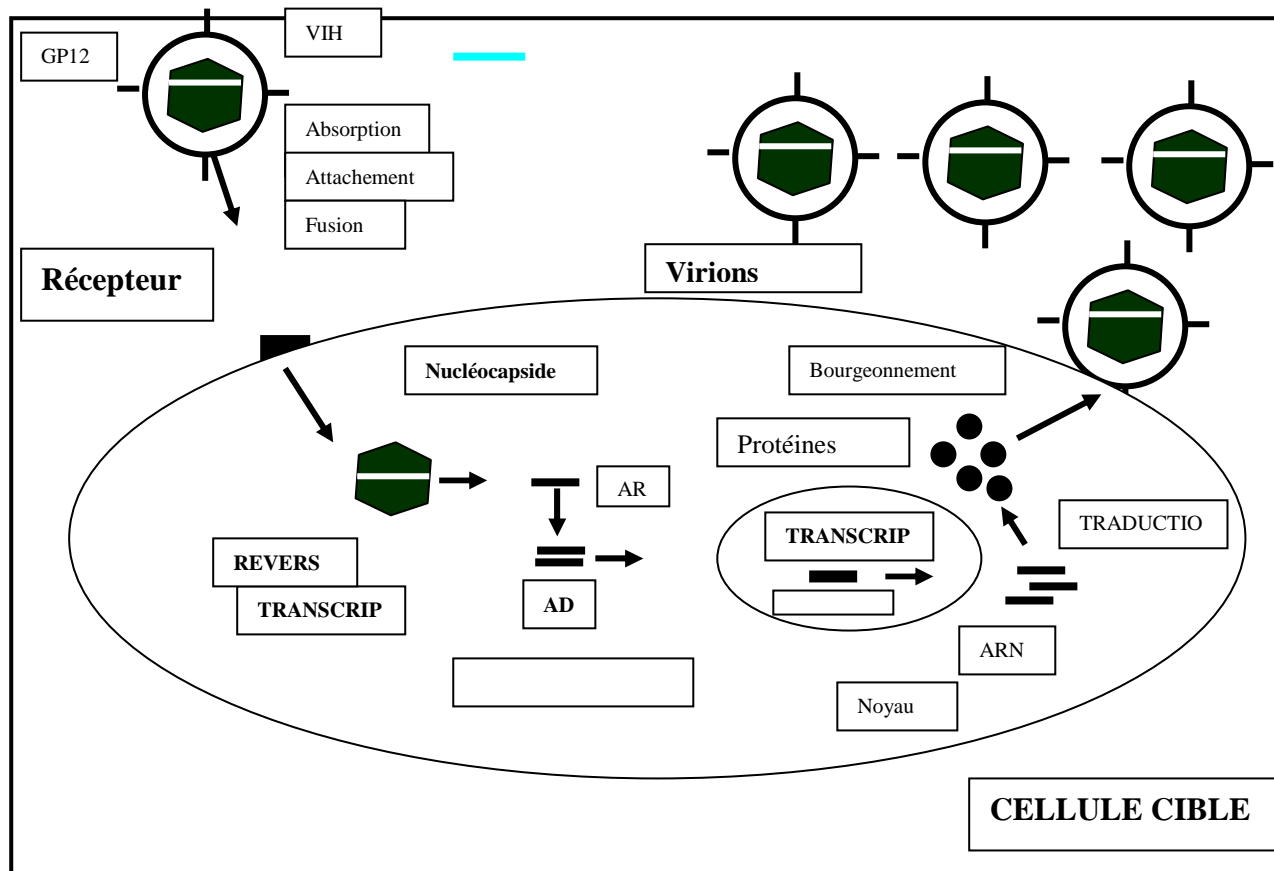 VIH
GP12
Absorption
Attachement
Fusion
Récepteur
Virions
Nucléocapside
Bourgeonnement
Protéines
AR
TRANSCRIP
TRADUCTIO
REVERS
TRANSCRIP
AD
ARN
Noyau
CELLULE CIBLE